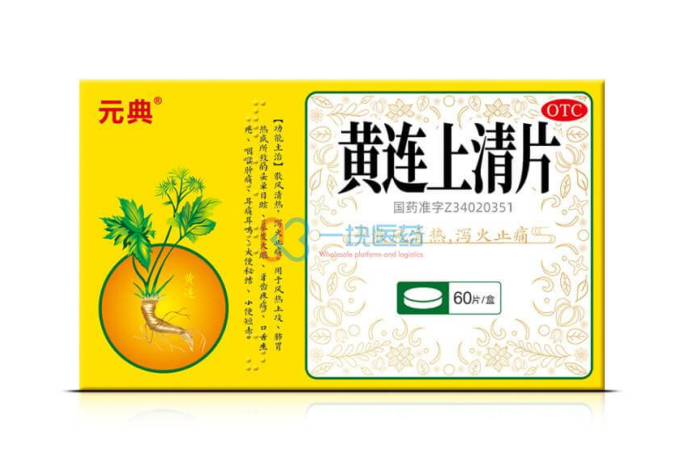 元典®
黄连
【功能主治】散风清热，泻火止痛。用于风热上攻、肺胃
热盛所致的头晕目眩、暴发火眼、牙齿疼痛、口舌生
疮、咽喉肿痛、耳痛耳鸣、大便秘结、小便短赤。
OTC
黄连上清片
国药准字Z34020351
清热，泻火止痛
一块医药
Wholesale platform and logistics
60片/盒